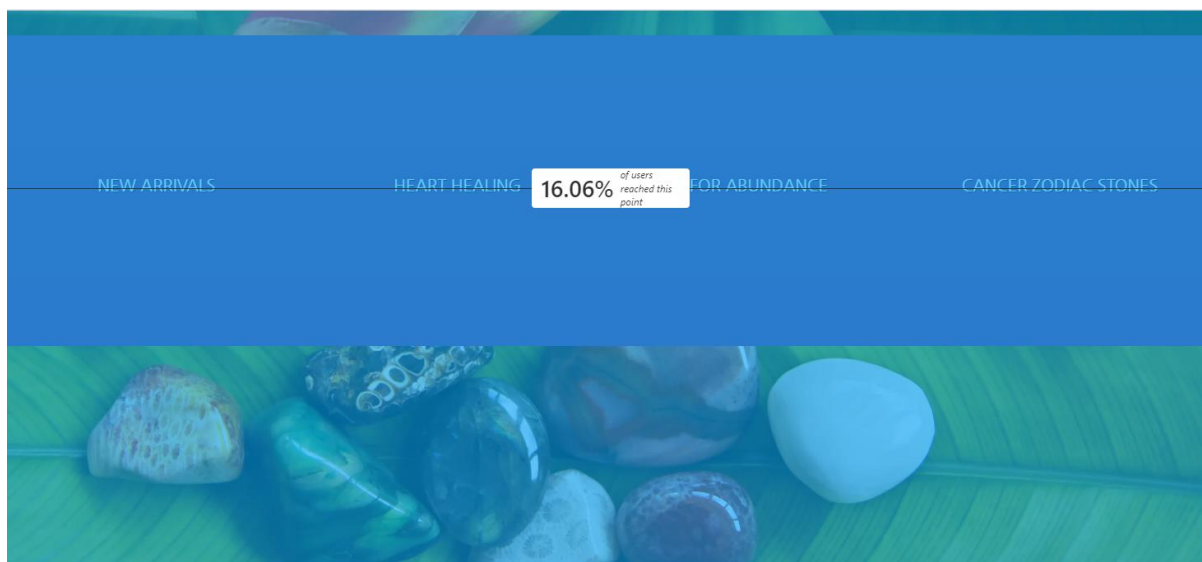 NEW ARRIVALS HEART HEALING FOR ABUNDANCE CANCER ZODIAC STONES
16.06% of users
reached this
point